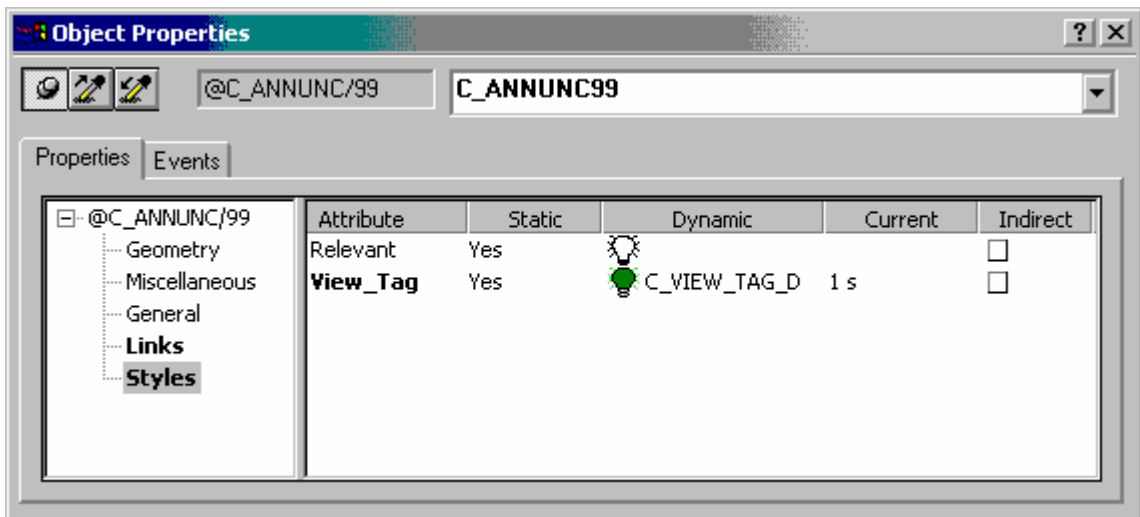 Object Properties
@C_ANNUNC/99 C_ANNUNC99
Properties Events
@C_ANNUNC/99
Geometry
Miscellaneous
General
Links
Styles
Attribute Static Dynamic Current Indirect
Relevant Yes
View_Tag Yes C_VIEW_TAG_D 1 s